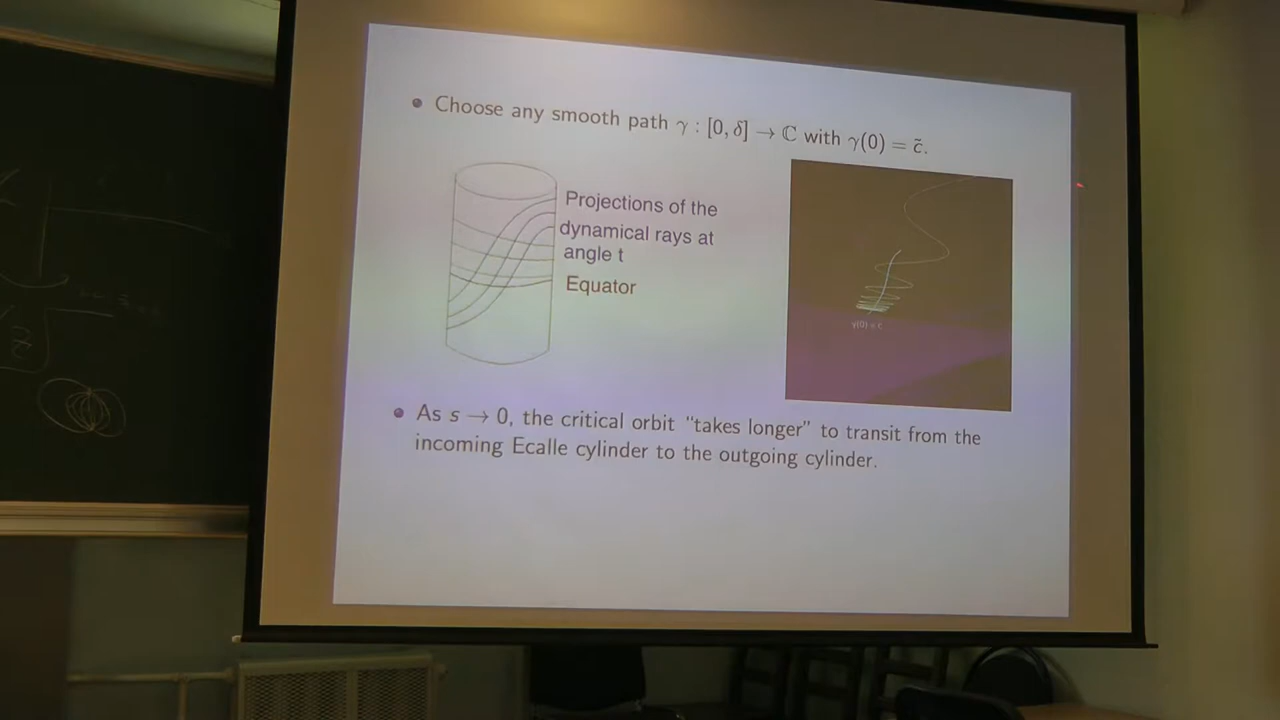 Choose any smooth path γ : [0, δ] → ℂ with γ(0) = c̃.
Projections of the
dynamical rays at
angle t
Equator
As s → 0, the critical orbit "takes longer" to transit from the
incoming Ecalle cylinder to the outgoing cylinder.